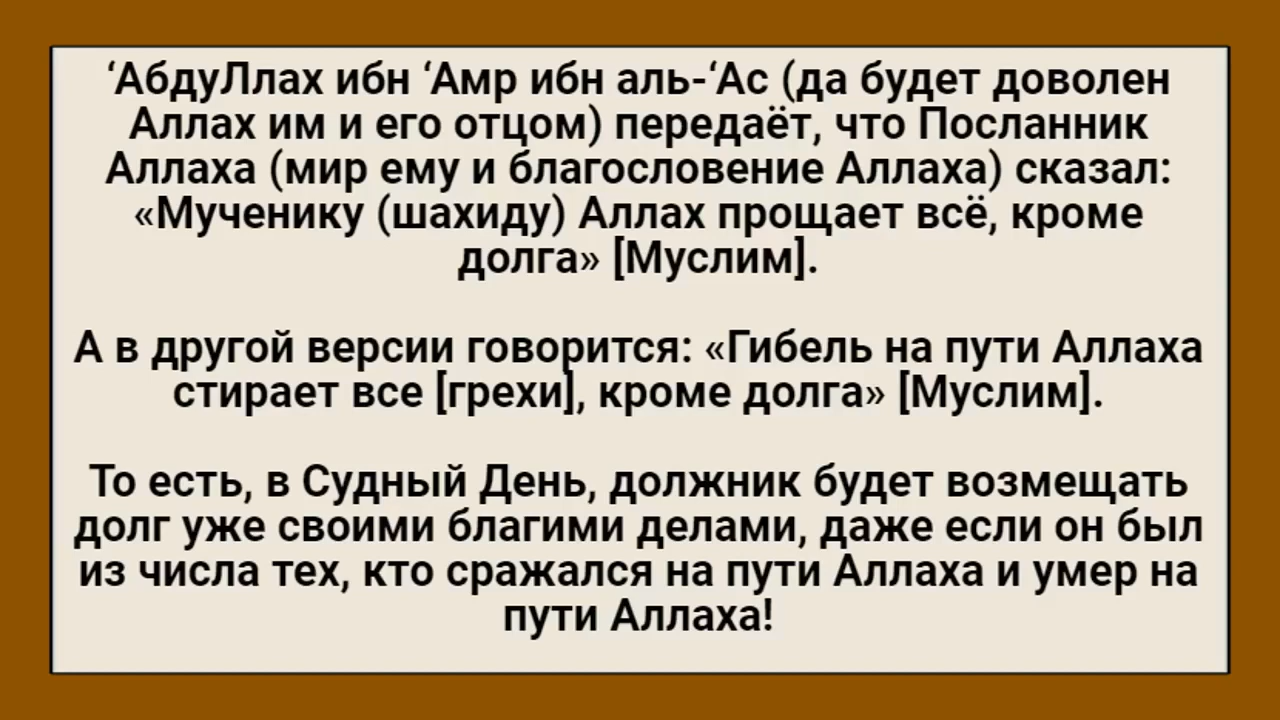 ‘АбдуЛлах ибн ‘Амр ибн аль-‘Ас (да будет доволен
Аллах им и его отцом) передаёт, что Посланник
Аллаха (мир ему и благословение Аллаха) сказал:
«Мученику (шахиду) Аллах прощает всё, кроме
долга» [Муслим].
А в другой версии говорится: «Гибель на пути Аллаха
стирает все [грехи], кроме долга» [Муслим].
То есть, в Судный День, должник будет возмещать
долг уже своими благими делами, даже если он был
из числа тех, кто сражался на пути Аллаха и умер на
пути Аллаха!